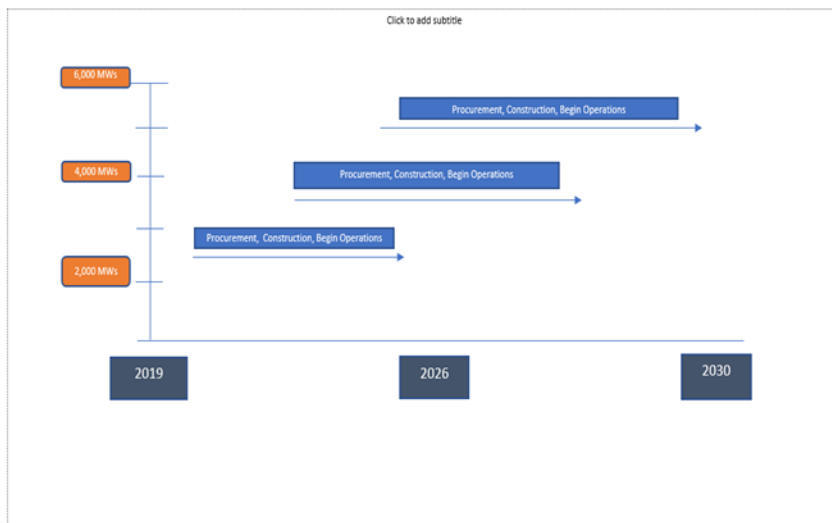 Click to add subtitle
6,000 MWs
Procurement, Construction, Begin Operations
4,000 MWs
Procurement, Construction, Begin Operations
Procurement, Construction, Begin Operations
2,000 MWs
2019
2026
2030